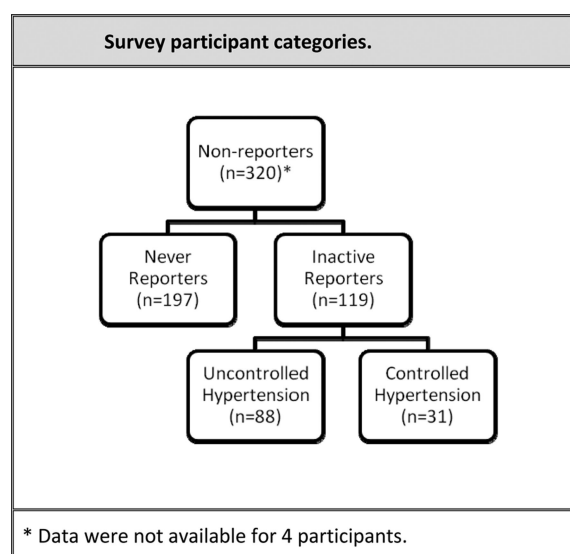 Survey participant categories.
Non-reporters
(n=320)*
Never
Reporters
(n=197)
Inactive
Reporters
(n=119)
Uncontrolled
Hypertension
(n=88)
Controlled
Hypertension
(n=31)
* Data were not available for 4 participants.